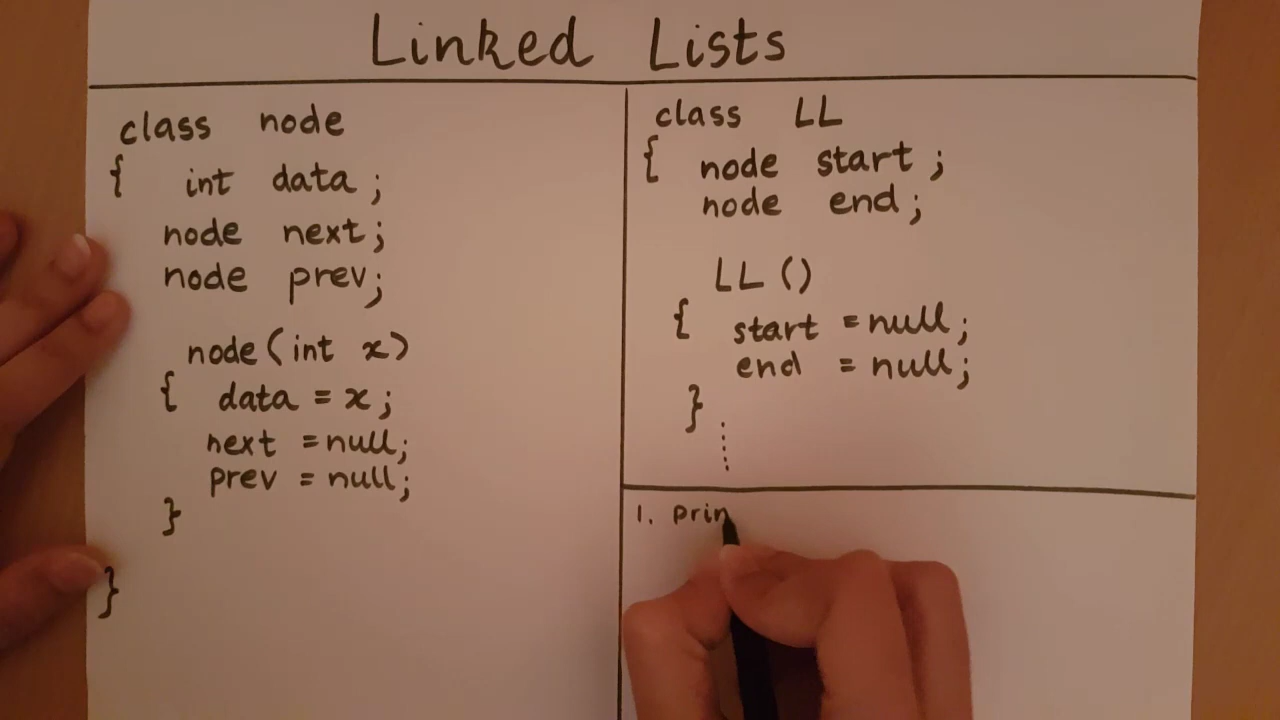 Linked Lists
class node
{ int data ;
node next;
node prev;
node (int x)
{ data = x ;
next = null;
prev = null;
}
}
class LL
{ node start ;
node end ;
LL ()
{ start = null ;
end = null ;
}
1. prin